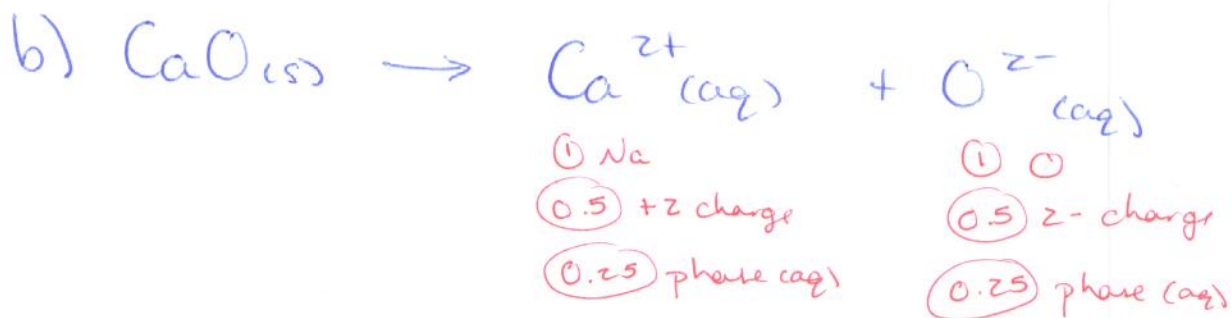 b) CaO(s) → Ca²⁺(aq) + O²⁻(aq)
① Na ① O
0.5 +2 charge 0.5 2- charge
0.25 phase (aq) 0.25 phase (aq)